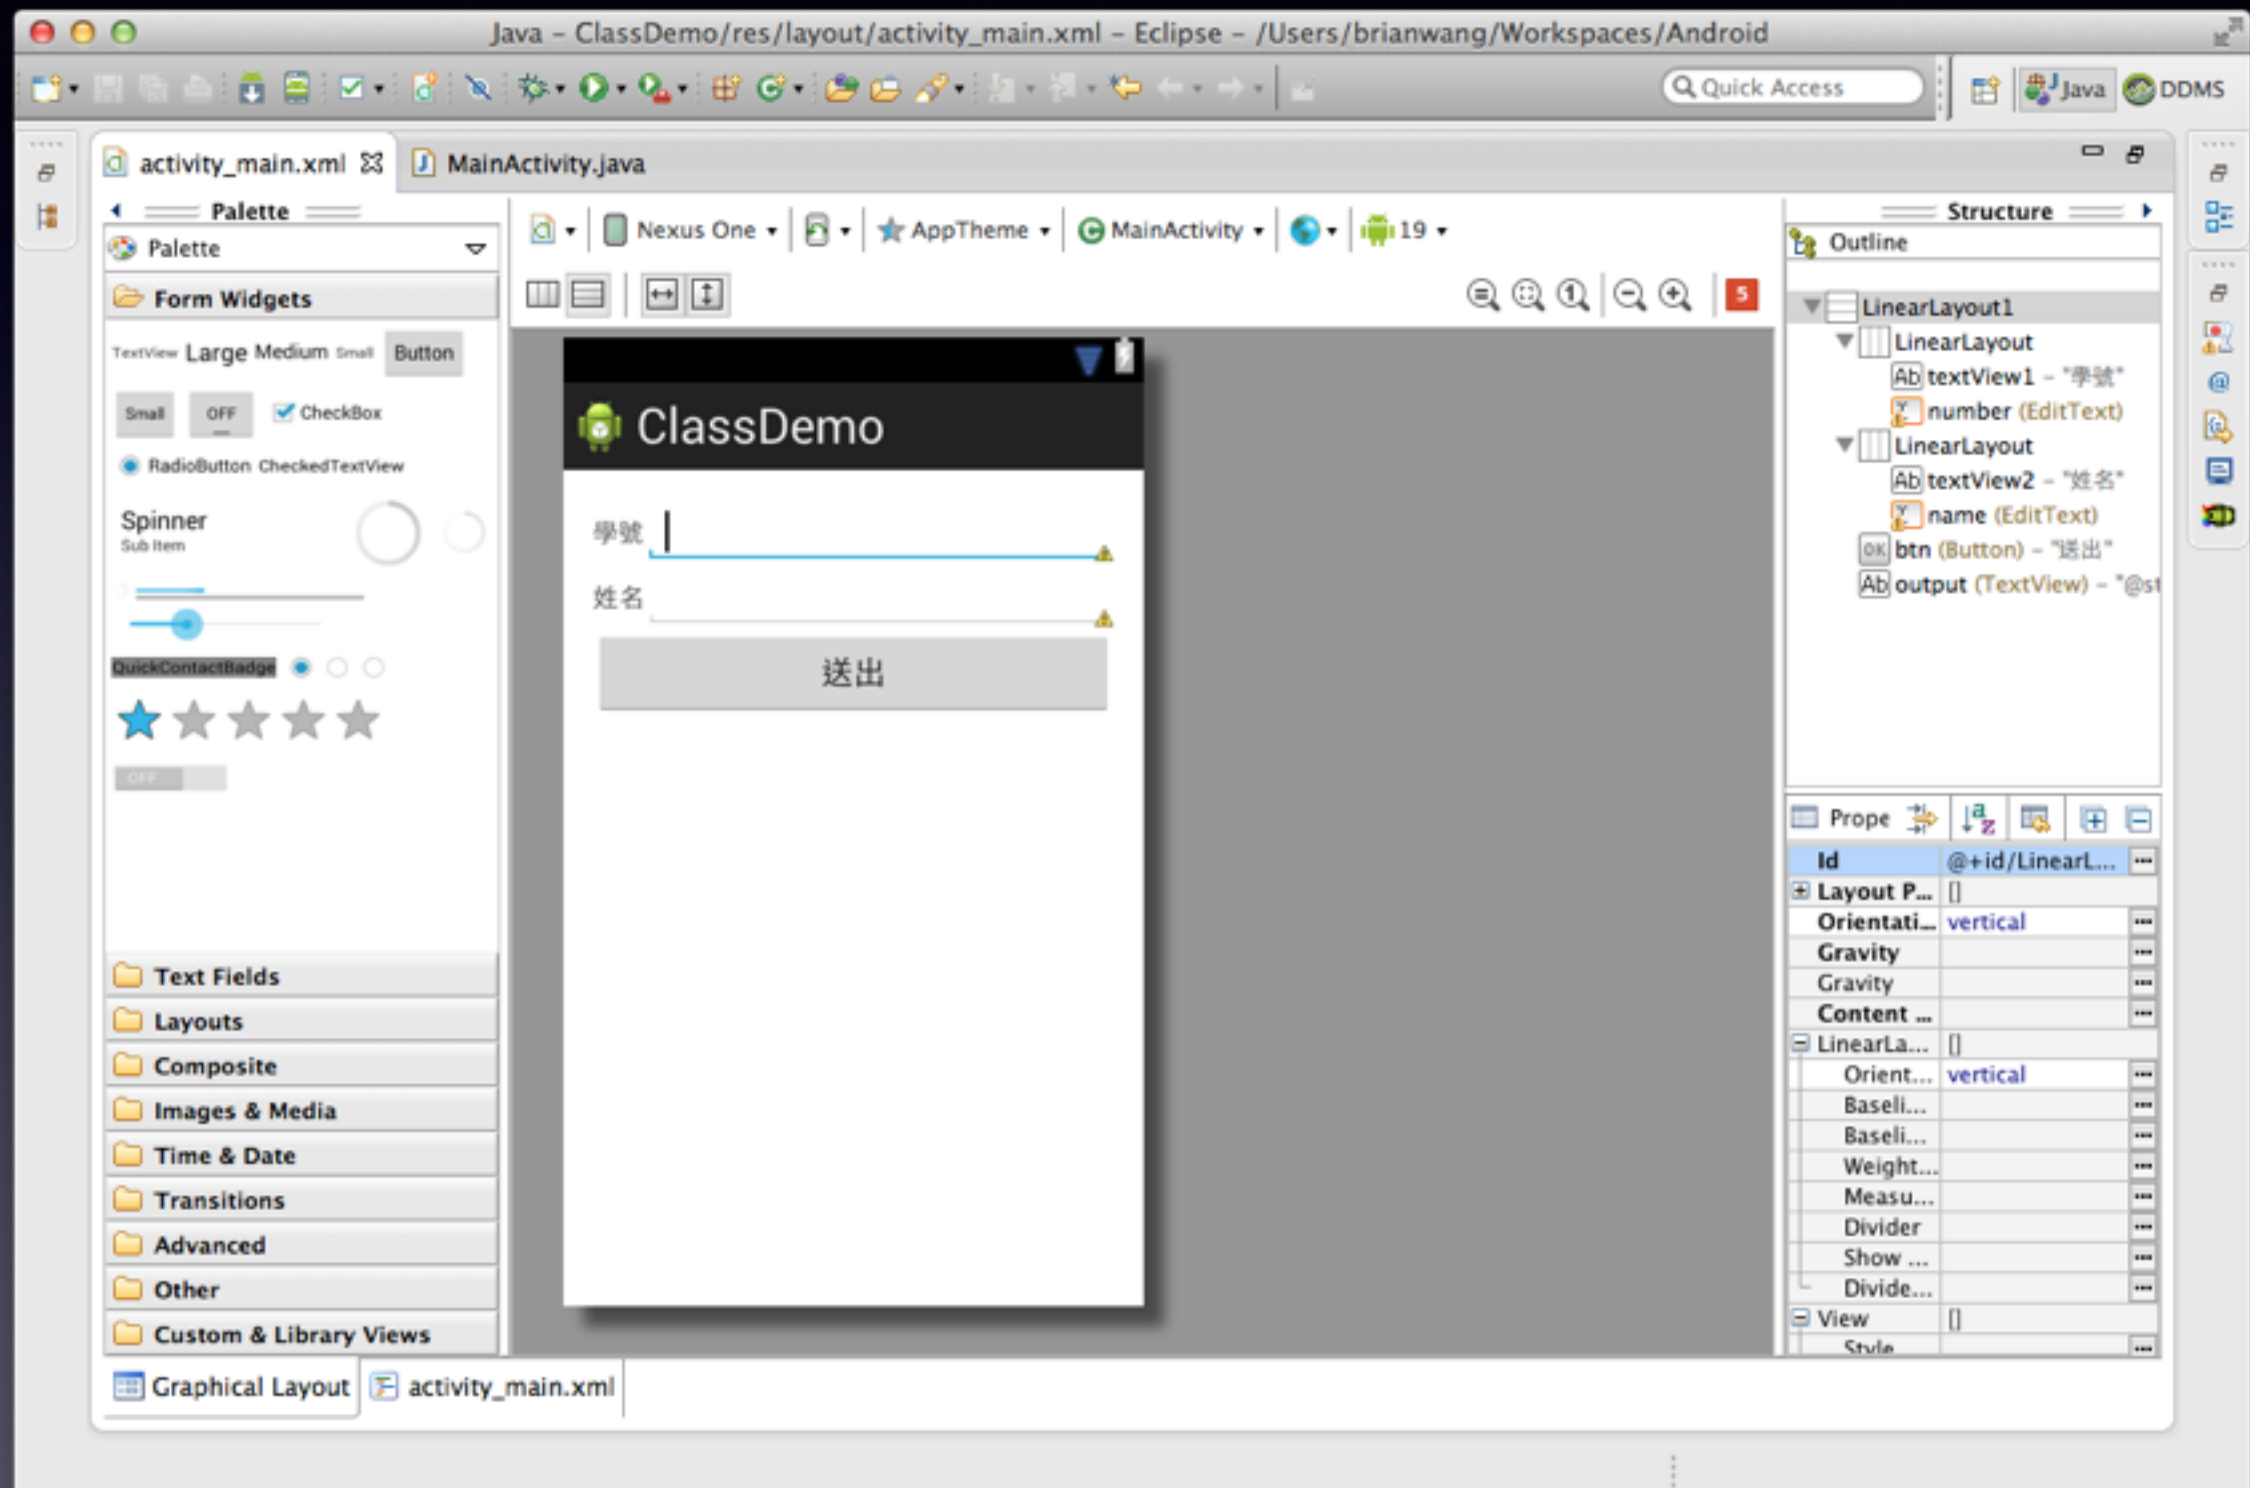 Java – ClassDemo/res/layout/activity_main.xml – Eclipse – /Users/brianwang/Workspaces/Android
Quick Access
Java
DDMS
activity_main.xml
MainActivity.java
Palette
Palette
Form Widgets
TextView Large Medium Small Button
Small OFF CheckBox
RadioButton CheckedTextView
Spinner
Sub Item
QuickContactBadge
OFF
Text Fields
Layouts
Composite
Images & Media
Time & Date
Transitions
Advanced
Other
Custom & Library Views
Graphical Layout
activity_main.xml
Nexus One
AppTheme
MainActivity
19
1
5
ClassDemo
學號
姓名
送出
Structure
Outline
LinearLayout1
LinearLayout
Ab textView1 – "學號"
number (EditText)
LinearLayout
Ab textView2 – "姓名"
name (EditText)
OK btn (Button) – "送出"
Ab output (TextView) – "@st
Prope
Id @+id/LinearL...
Layout P... []
Orientati... vertical
Gravity
Gravity
Content ...
LinearLa... []
Orient... vertical
Baseli...
Baseli...
Weight...
Measu...
Divider
Show ...
Divide...
View []
Style